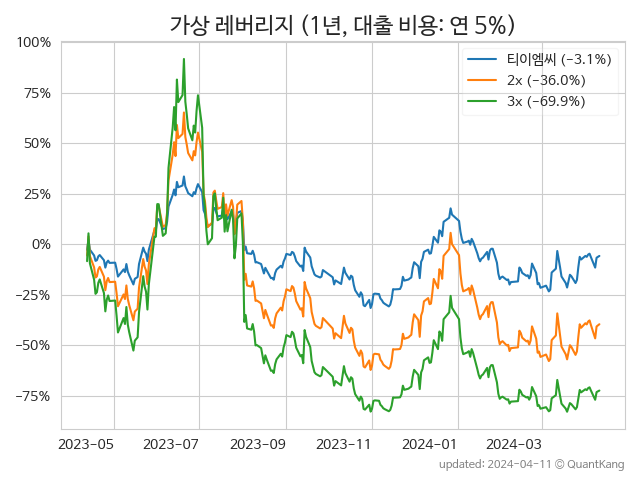 가상 레버리지 (1년, 대출 비용: 연 5%)
티이엠씨 (−3.1%)
2x (−36.0%)
3x (−69.9%)
100%
75%
50%
25%
0%
−25%
−50%
−75%
2023-05 2023-07 2023-09 2023-11 2024-01 2024-03
updated: 2024-04-11 © QuantKang